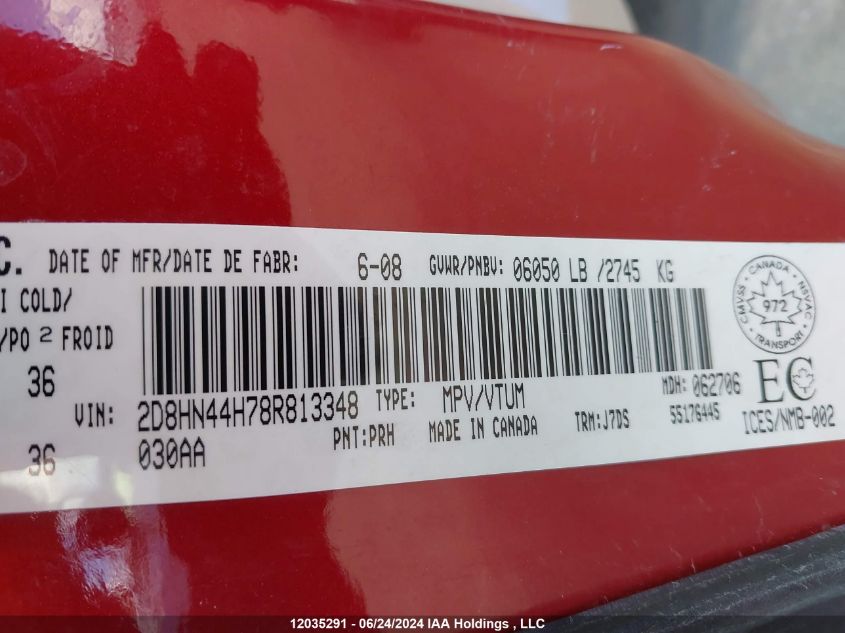 C. DATE OF MFR/DATE DE FABR: 6-08 GVWR/PNBV: 06050 LB /2745 KG
I COLD/
/PO 2 FROID
CANADA
CMVSS NSVAC
972
TRANSPORT
36 VIN: 2D8HN44H78R813348 TYPE: MPV/VTUM MDH: 062706 EC
36 030AA PNT:PRH MADE IN CANADA TRM:J7DS 55176445 ICES/NMB-002
12035291 - 06/24/2024 IAA Holdings , LLC